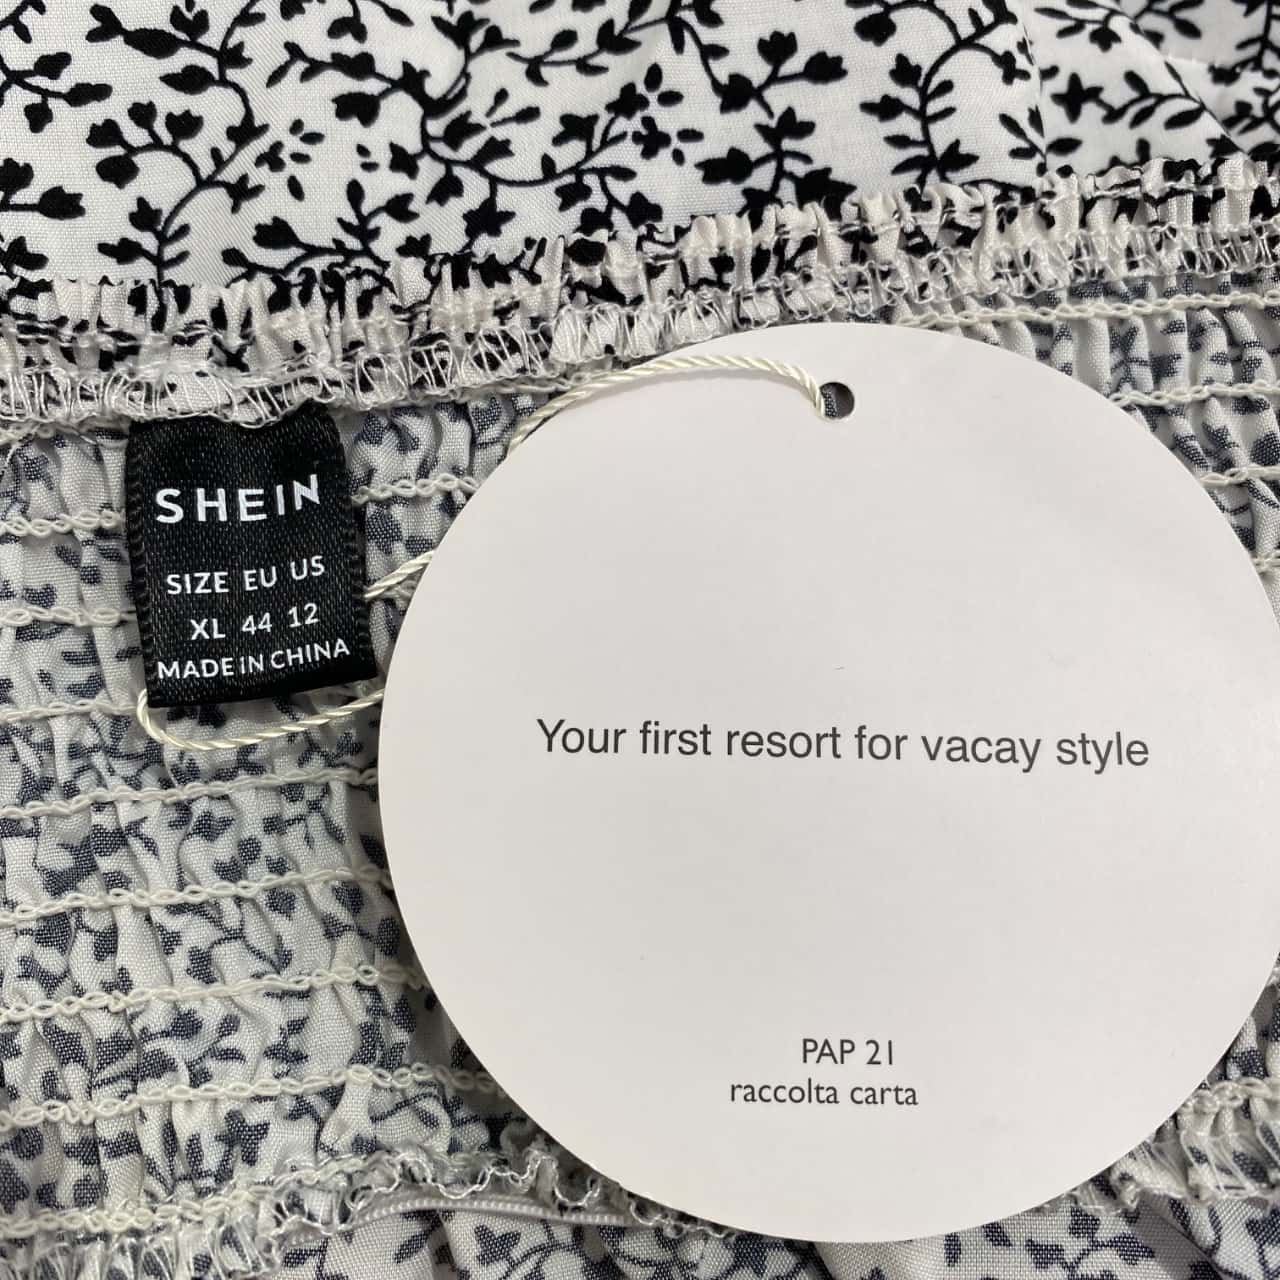 SHEIN
SIZE EU US
XL 44 12
MADE IN CHINA
Your first resort for vacay style
PAP 21
raccolta carta